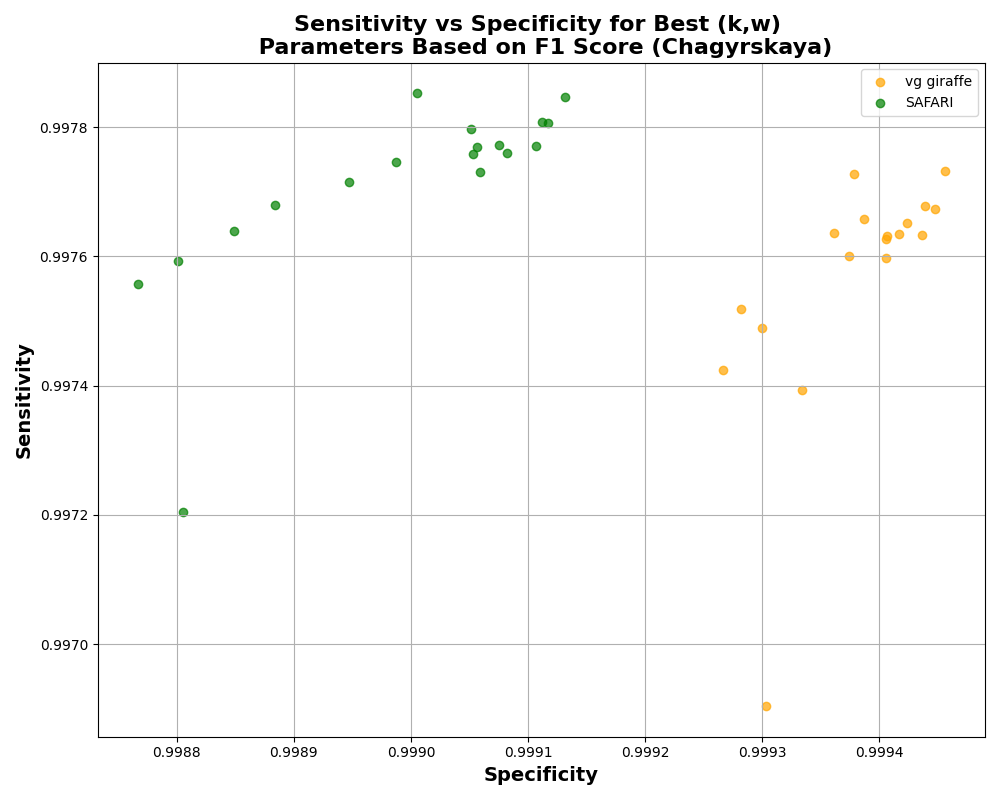 Sensitivity vs Specificity for Best (k,w)
Parameters Based on F1 Score (Chagyrskaya)
vg giraffe
SAFARI
0.9978
0.9976
0.9974
0.9972
0.9970
Sensitivity
0.9988 0.9989 0.9990 0.9991 0.9992 0.9993 0.9994
Specificity